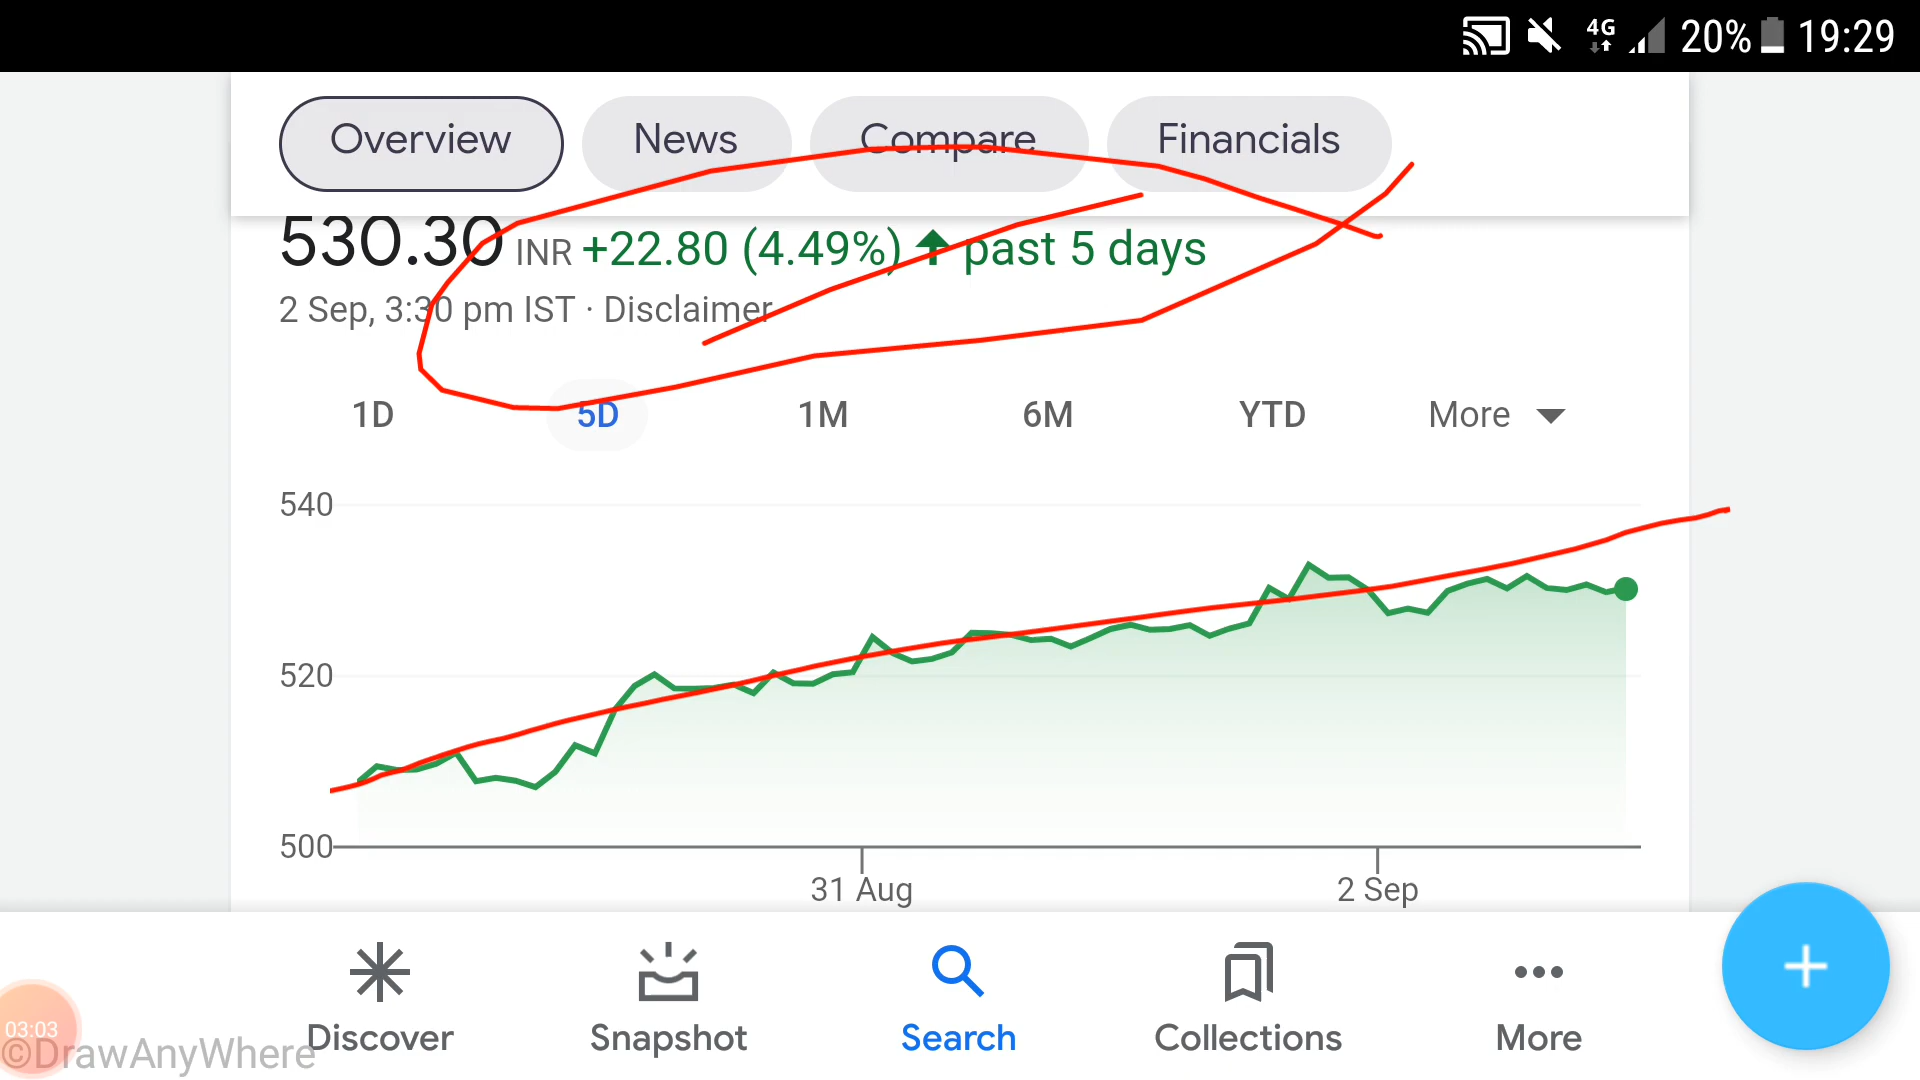 4G 20% 19:29
Overview News Compare Financials
530.30 INR +22.80 (4.49%) ↑ past 5 days
2 Sep, 3:30 pm IST · Disclaimer
1D 5D 1M 6M YTD More
540
520
500
31 Aug 2 Sep
Discover Snapshot Search Collections More
03:03
©DrawAnyWhere